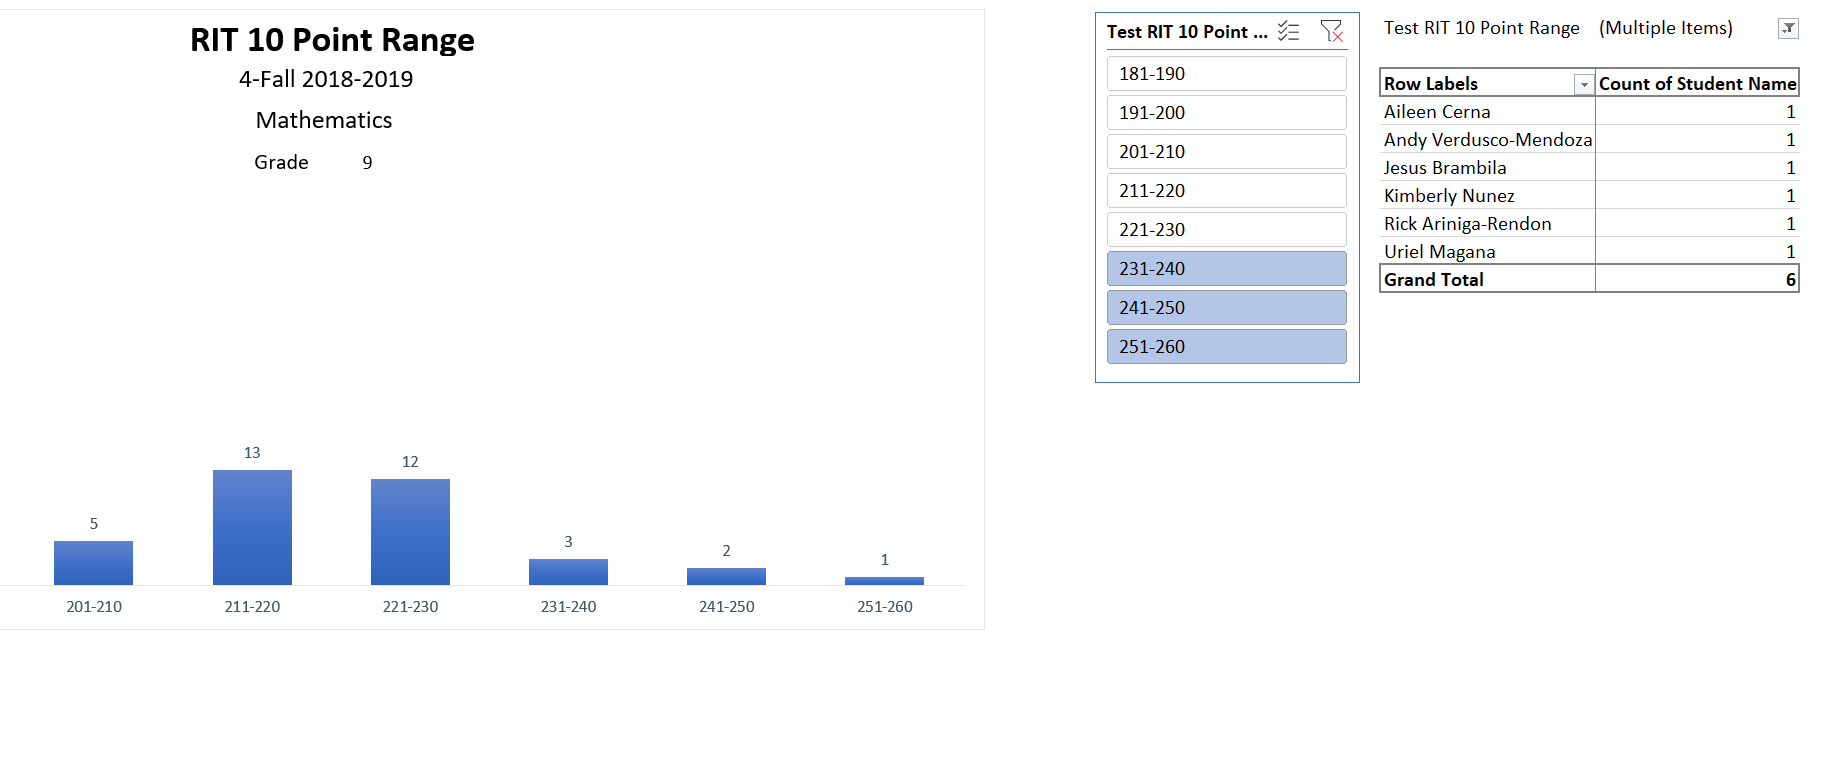 RIT 10 Point Range
4-Fall 2018-2019
Mathematics
Grade 9
13
12
5
3
2
1
201-210 211-220 221-230 231-240 241-250 251-260
Test RIT 10 Point ...
181-190
191-200
201-210
211-220
221-230
231-240
241-250
251-260
Test RIT 10 Point Range (Multiple Items)
Row Labels Count of Student Name
Aileen Cerna 1
Andy Verdusco-Mendoza 1
Jesus Brambila 1
Kimberly Nunez 1
Rick Ariniga-Rendon 1
Uriel Magana 1
Grand Total 6